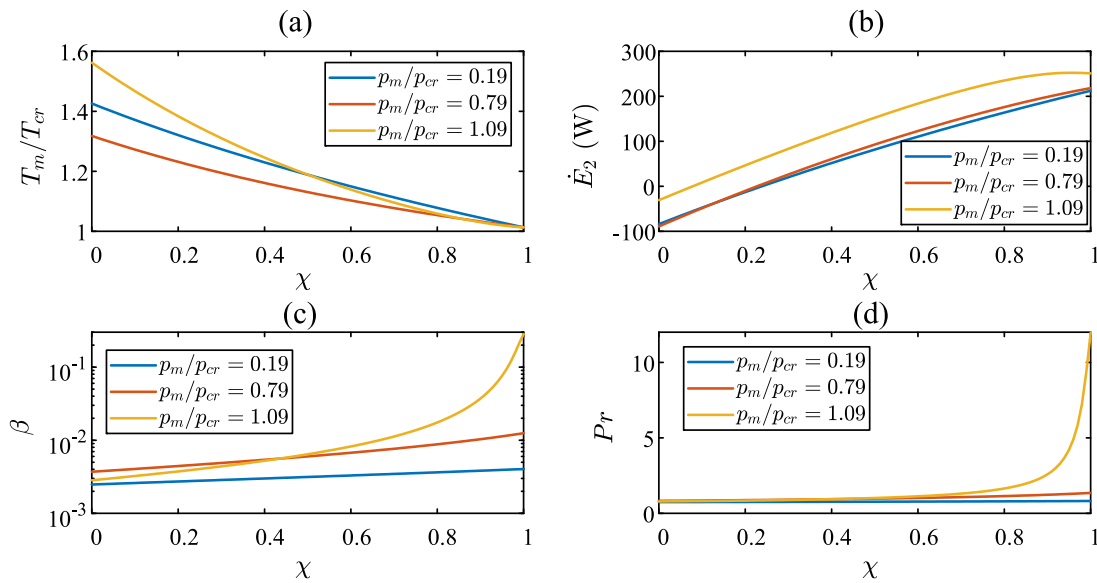 (a)
1.6
1.4
1.2
1
T_m/T_cr
p_m/p_cr = 0.19
p_m/p_cr = 0.79
p_m/p_cr = 1.09
0 0.2 0.4 0.6 0.8 1
χ
(b)
300
200
100
0
-100
Ė_2 (W)
p_m/p_cr = 0.19
p_m/p_cr = 0.79
p_m/p_cr = 1.09
0 0.2 0.4 0.6 0.8 1
χ
(c)
10^-1
10^-2
10^-3
β
p_m/p_cr = 0.19
p_m/p_cr = 0.79
p_m/p_cr = 1.09
0 0.2 0.4 0.6 0.8 1
χ
(d)
10
5
0
Pr
p_m/p_cr = 0.19
p_m/p_cr = 0.79
p_m/p_cr = 1.09
0 0.2 0.4 0.6 0.8 1
χ